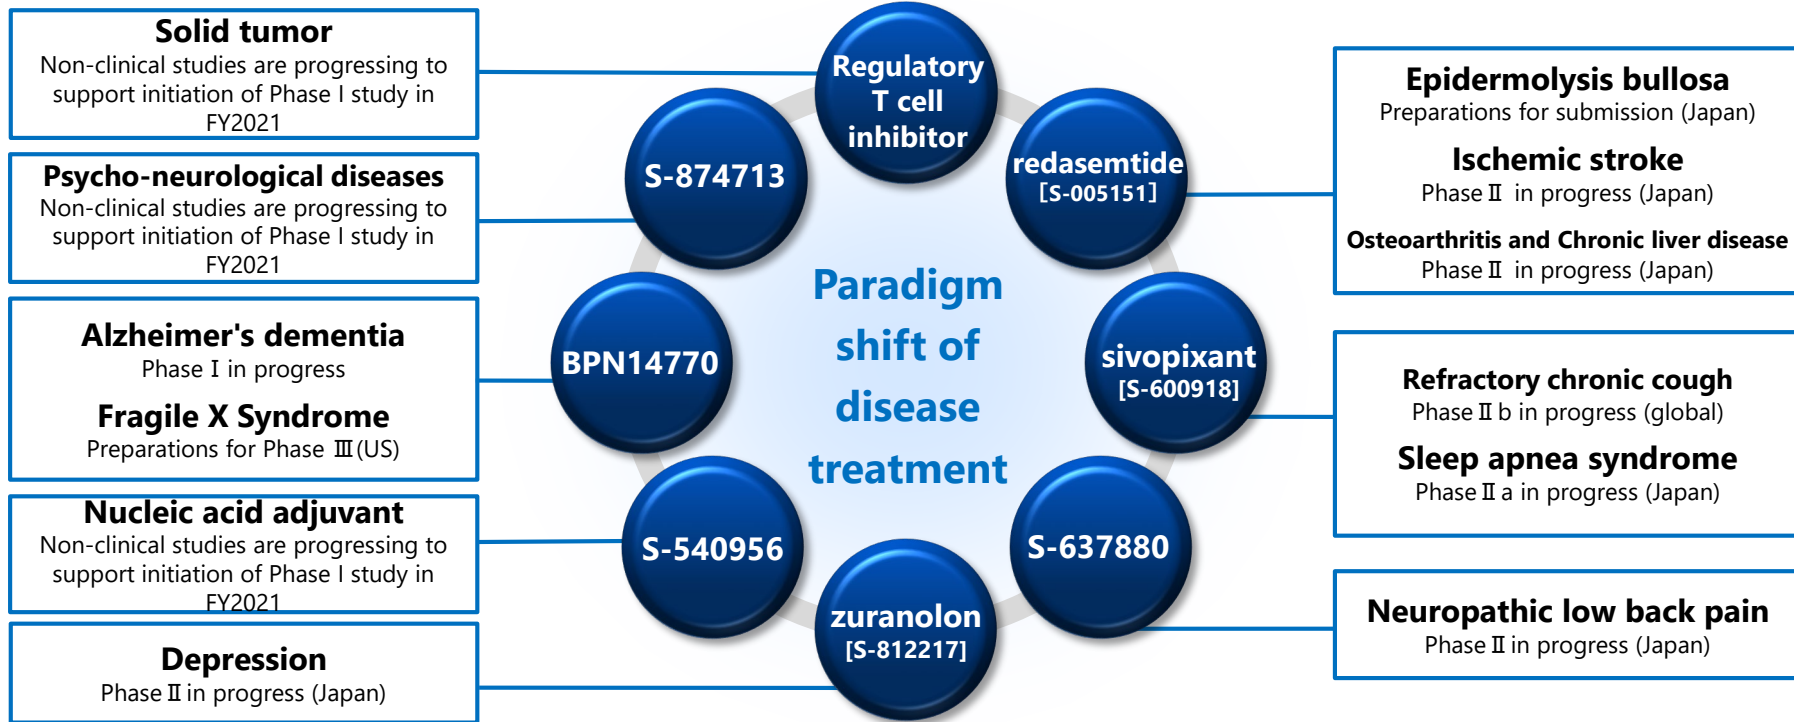 Solid tumor
Non-clinical studies are progressing to
support initiation of Phase I study in
FY2021
Psycho-neurological diseases
Non-clinical studies are progressing to
support initiation of Phase I study in
FY2021
Alzheimer's dementia
Phase Ⅰ in progress
Fragile X Syndrome
Preparations for Phase Ⅲ(US)
Nucleic acid adjuvant
Non-clinical studies are progressing to
support initiation of Phase I study in
FY2021
Depression
Phase Ⅱ in progress (Japan)
Regulatory
T cell
inhibitor
S-874713
redasemtide
[S-005151]
BPN14770
Paradigm
shift of
disease
treatment
sivopixant
[S-600918]
S-540956
S-637880
zuranolon
[S-812217]
Epidermolysis bullosa
Preparations for submission (Japan)
Ischemic stroke
Phase Ⅱ in progress (Japan)
Osteoarthritis and Chronic liver disease
Phase Ⅱ in progress (Japan)
Refractory chronic cough
Phase Ⅱ b in progress (global)
Sleep apnea syndrome
Phase Ⅱ a in progress (Japan)
Neuropathic low back pain
Phase Ⅱ in progress (Japan)